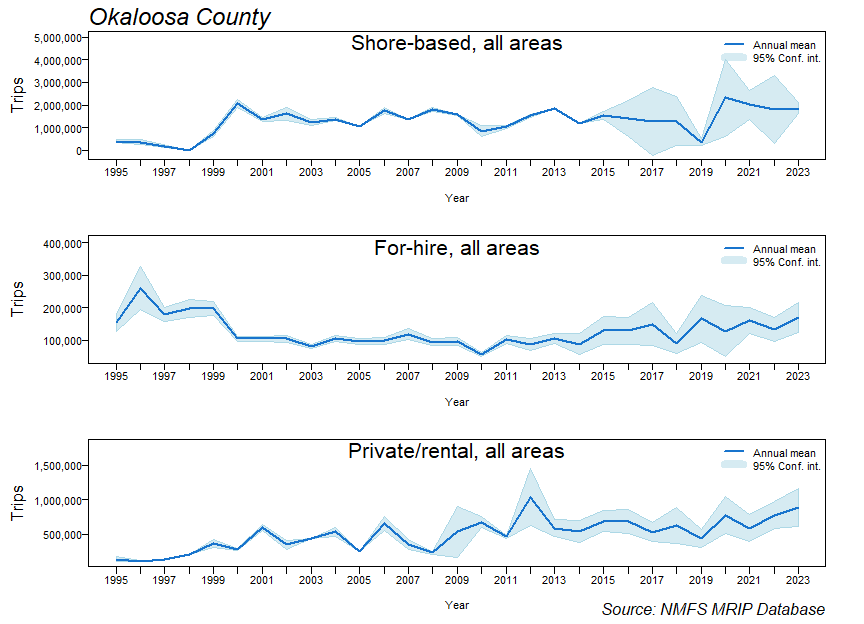 Okaloosa County
Shore-based, all areas
Annual mean
95% Conf. int.
Trips
5,000,000
4,000,000
3,000,000
2,000,000
1,000,000
0
1995 1997 1999 2001 2003 2005 2007 2009 2011 2013 2015 2017 2019 2021 2023
Year
For-hire, all areas
Annual mean
95% Conf. int.
Trips
400,000
300,000
200,000
100,000
1995 1997 1999 2001 2003 2005 2007 2009 2011 2013 2015 2017 2019 2021 2023
Year
Private/rental, all areas
Annual mean
95% Conf. int.
Trips
1,500,000
1,000,000
500,000
1995 1997 1999 2001 2003 2005 2007 2009 2011 2013 2015 2017 2019 2021 2023
Year
Source: NMFS MRIP Database